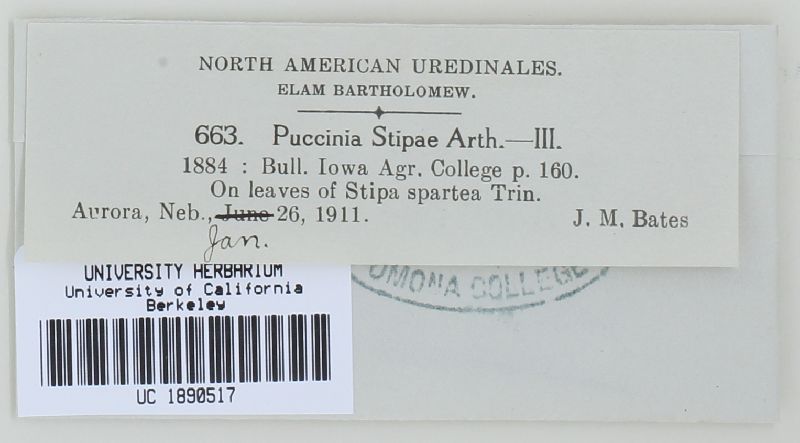 NORTH AMERICAN UREDINALES.
ELAM BARTHOLOMEW.
663. Puccinia Stipae Arth.—III.
1884 : Bull. Iowa Agr. College p. 160.
On leaves of Stipa spartea Trin.
Aurora, Neb., June 26, 1911. J. M. Bates
Jan.
POMONA COLLEGE
UNIVERSITY HERBARIUM
University of California
Berkeley
UC 1890517